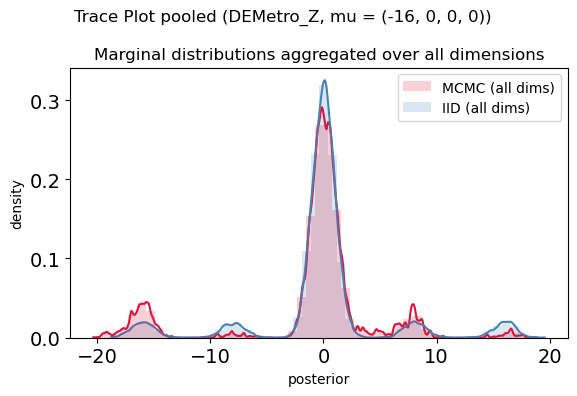 Trace Plot pooled (DEMetro_Z, mu = (-16, 0, 0, 0))
Marginal distributions aggregated over all dimensions
MCMC (all dims)
IID (all dims)
0.3
0.2
0.1
0.0
density
−20
−10
0
10
20
posterior